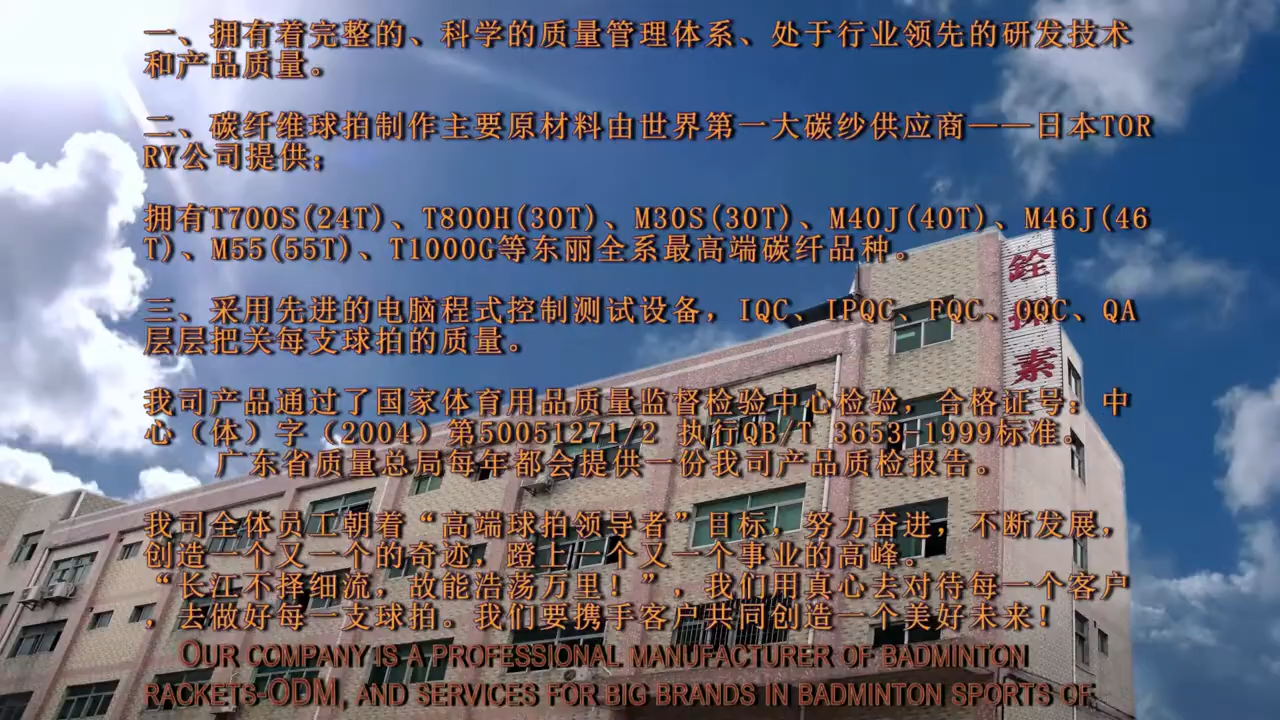 一、拥有着完整的、科学的质量管理体系、处于行业领先的研发技术
和产品质量。
二、碳纤维球拍制作主要原材料由世界第一大碳纱供应商——日本TOR
RY公司提供；
拥有T700S(24T)、T800H(30T)、M30S(30T)、M40J(40T)、M46J(46
T)、M55(55T)、T1000G等东丽全系最高端碳纤品种。
三、采用先进的电脑程式控制测试设备，IQC、IPQC、FQC、OQC、QA
层层把关每支球拍的质量。
我司产品通过了国家体育用品质量监督检验中心检验，合格证号：中
心（体）字（2004）第50051271/2 执行QB/T 3653-1999标准。
广东省质量总局每年都会提供一份我司产品质检报告。
我司全体员工朝着“高端球拍领导者”目标，努力奋进，不断发展，
创造一个又一个的奇迹，蹬上一个又一个事业的高峰。
“长江不择细流，故能浩荡万里！”，我们用真心去对待每一个客户
，去做好每一支球拍。我们要携手客户共同创造一个美好未来！
OUR COMPANY IS A PROFESSIONAL MANUFACTURER OF BADMINTON
RACKETS-ODM, AND SERVICES FOR BIG BRANDS IN BADMINTON SPORTS OF
銓
素